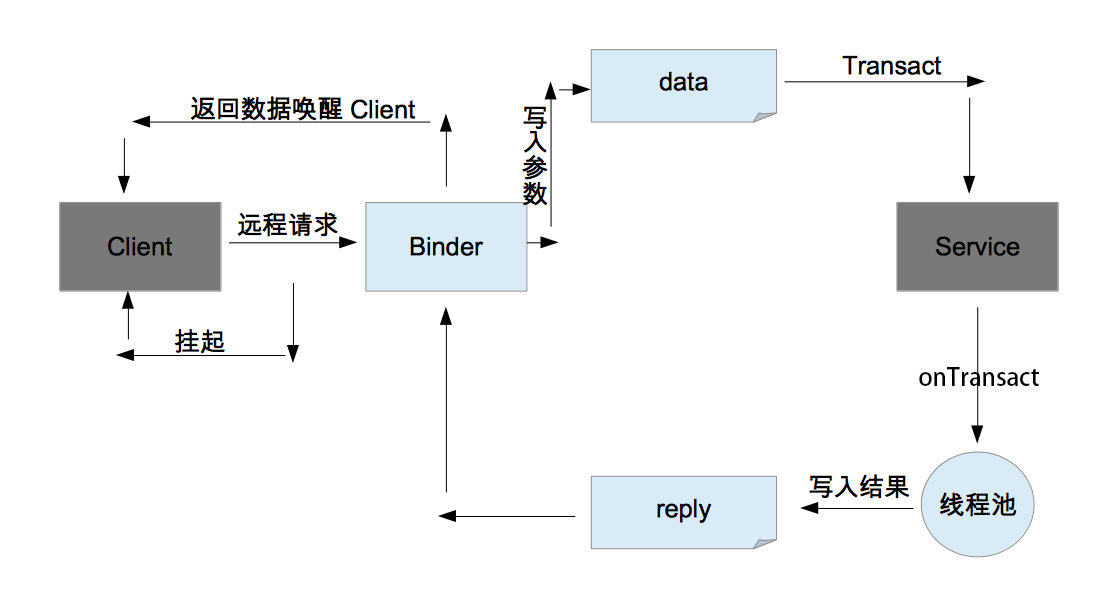 data
Transact
返回数据唤醒 Client
写入参数
Client
远程请求
Binder
Service
挂起
onTransact
reply
写入结果
线程池